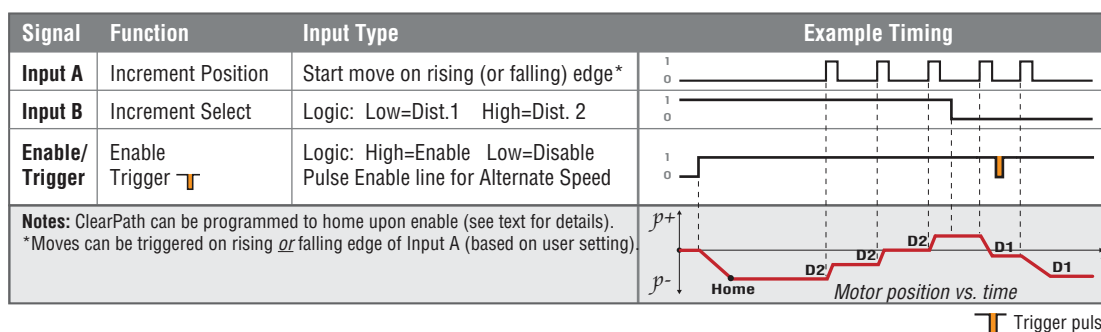 Signal Function Input Type Example Timing
Input A Increment Position Start move on rising (or falling) edge* 1 0
Input B Increment Select Logic: Low=Dist.1 High=Dist. 2 1 0
Enable/ Enable Logic: High=Enable Low=Disable 1
Trigger Trigger Pulse Enable line for Alternate Speed 0
Notes: ClearPath can be programmed to home upon enable (see text for details).
*Moves can be triggered on rising or falling edge of Input A (based on user setting).
p+
p-
Home
D2
D2
D2
D1
D1
Motor position vs. time
Trigger puls